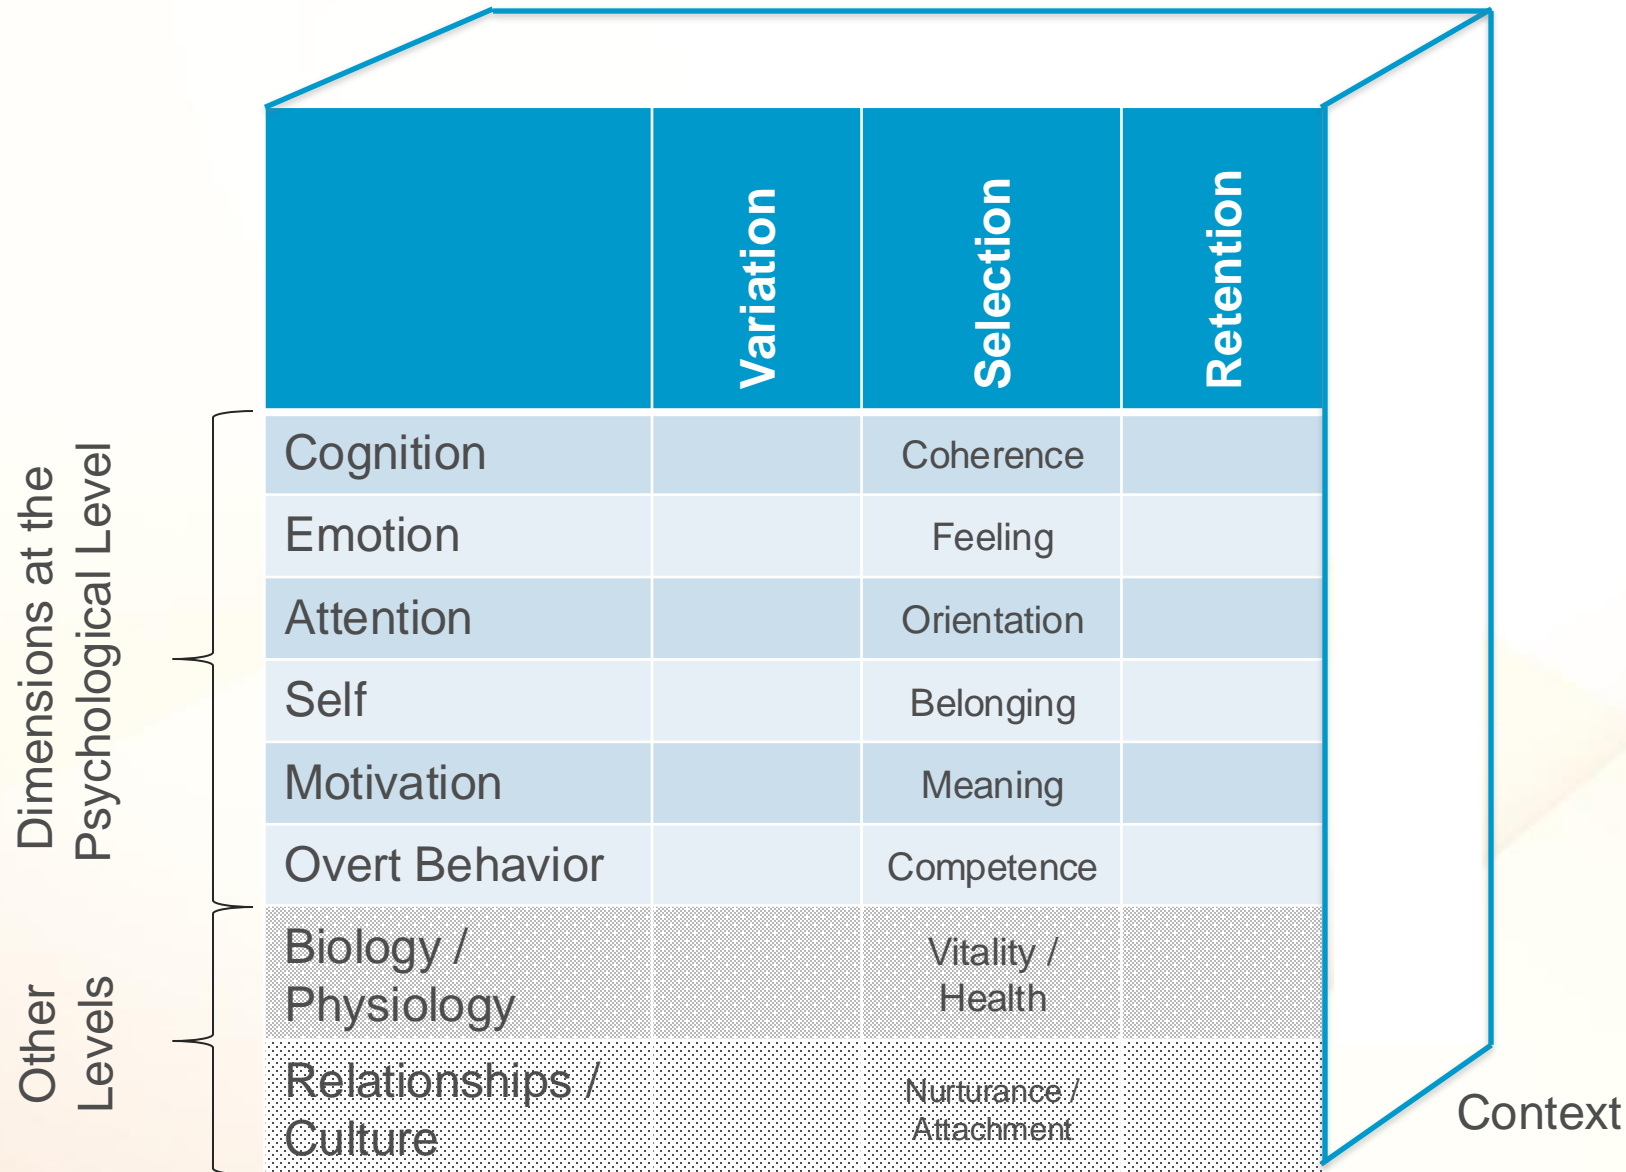 Variation
Selection
Retention
Dimensions at the
Psychological Level
Cognition
Coherence
Emotion
Feeling
Attention
Orientation
Self
Belonging
Motivation
Meaning
Overt Behavior
Competence
Other
Levels
Biology /
Physiology
Vitality /
Health
Relationships /
Culture
Nurturance /
Attachment
Context